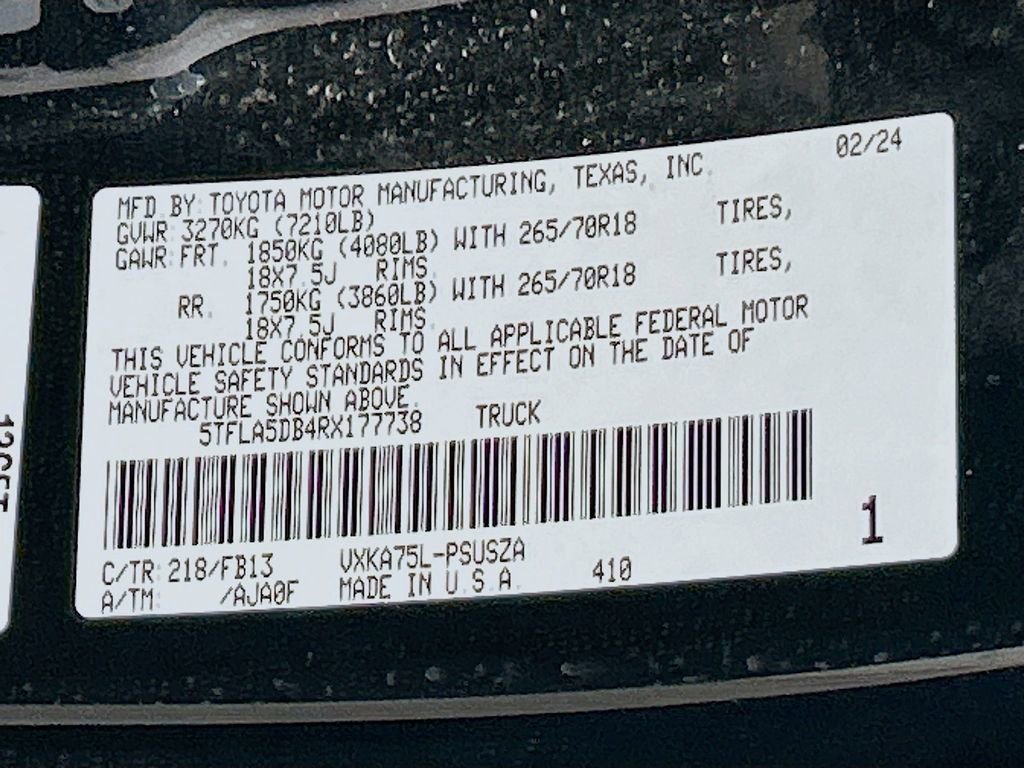 02/24
MFD. BY: TOYOTA MOTOR MANUFACTURING, TEXAS, INC.
GVWR: 3270KG (7210LB)
GAWR: FRT. 1850KG (4080LB) WITH 265/70R18 TIRES,
18X7.5J RIMS.
RR. 1750KG (3860LB) WITH 265/70R18 TIRES,
18X7.5J RIMS.
THIS VEHICLE CONFORMS TO ALL APPLICABLE FEDERAL MOTOR
VEHICLE SAFETY STANDARDS IN EFFECT ON THE DATE OF
MANUFACTURE SHOWN ABOVE.
5TFLA5DB4RX177738 TRUCK
1
C/TR: 218/FB13 VXKA75L-PSUSZA
A/TM: /AJA0F MADE IN U.S.A. 410